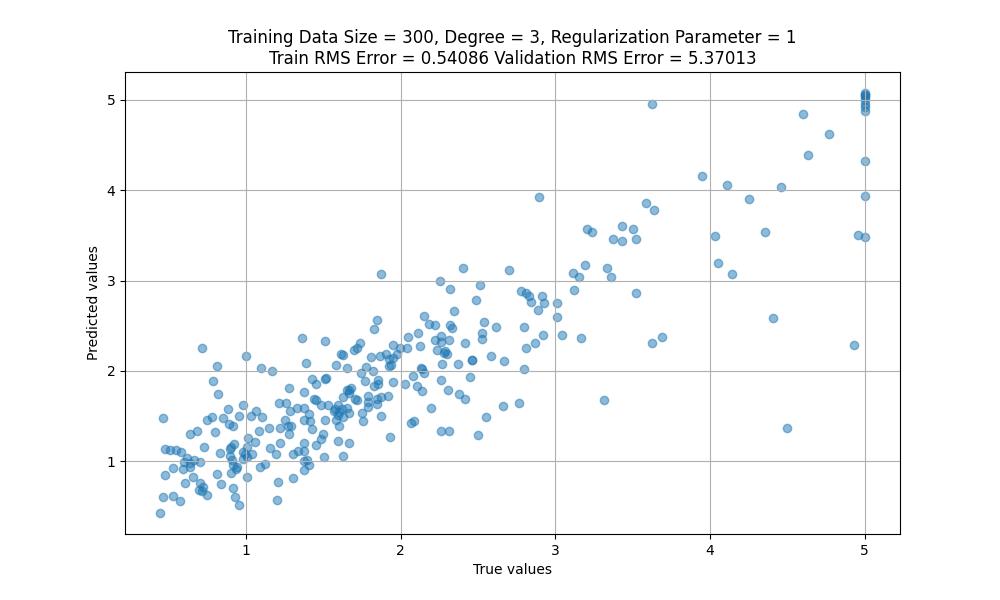 Training Data Size = 300, Degree = 3, Regularization Parameter = 1
Train RMS Error = 0.54086 Validation RMS Error = 5.37013
5
4
3
2
1
Predicted values
1 2 3 4 5
True values